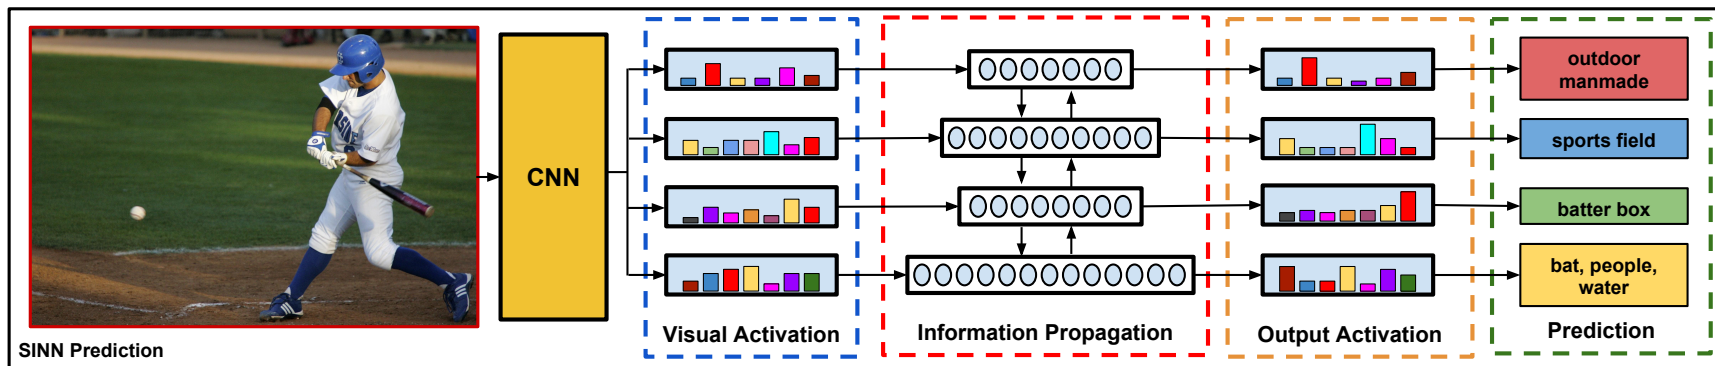 CNN
outdoor
manmade
sports field
batter box
bat, people,
water
Visual Activation
Information Propagation
Output Activation
Prediction
SINN Prediction